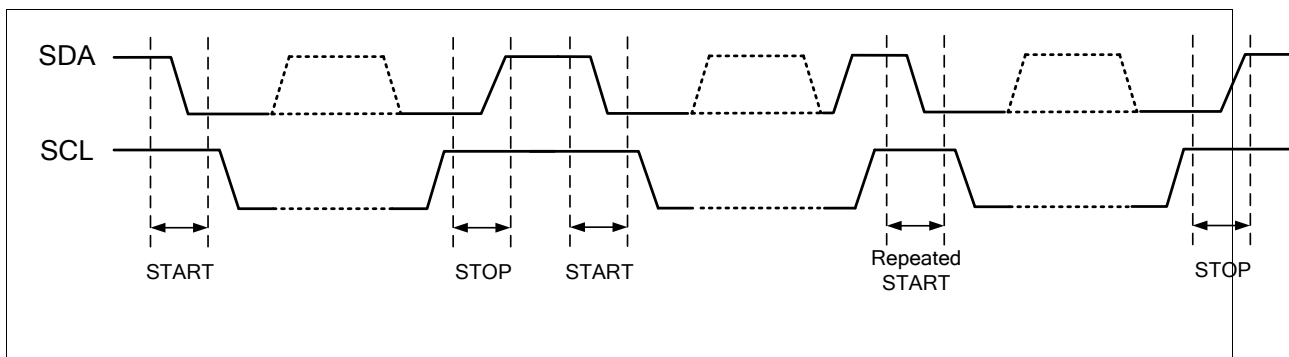 SDA
SCL
START
STOP
START
Repeated
START
STOP